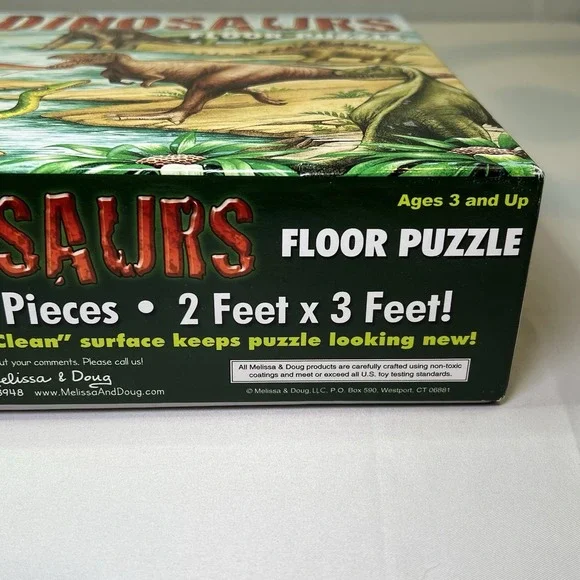 DINOSAURS
FLOOR PUZZLE
Ages 3 and Up
SAURS FLOOR PUZZLE
Pieces • 2 Feet x 3 Feet!
Clean" surface keeps puzzle looking new!
out your comments. Please call us!
elissa & Doug
8948 www.MelissaAndDoug.com
All Melissa & Doug products are carefully crafted using non-toxic
coatings and meet or exceed all U.S. toy testing standards.
© Melissa & Doug, LLC, P.O. Box 590, Westport, CT 06881